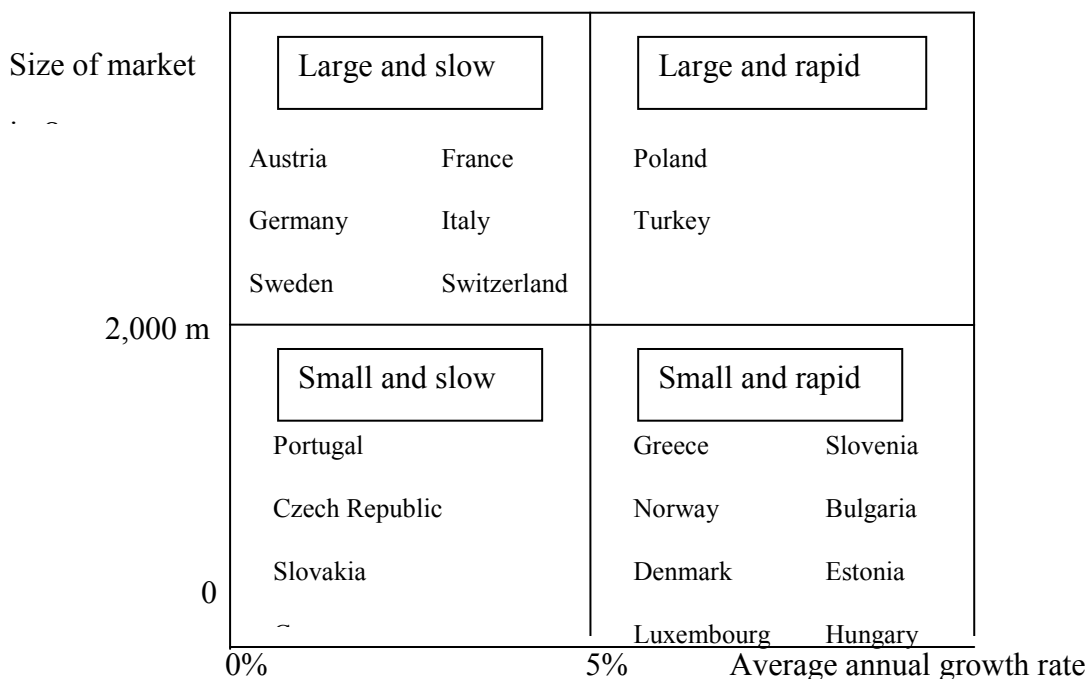 Size of market
Large and slow Large and rapid
Austria France Poland
Germany Italy Turkey
Sweden Switzerland
2,000 m
Small and slow Small and rapid
Portugal Greece Slovenia
Czech Republic Norway Bulgaria
Slovakia Denmark Estonia
0
Luxembourg Hungary
0% 5% Average annual growth rate